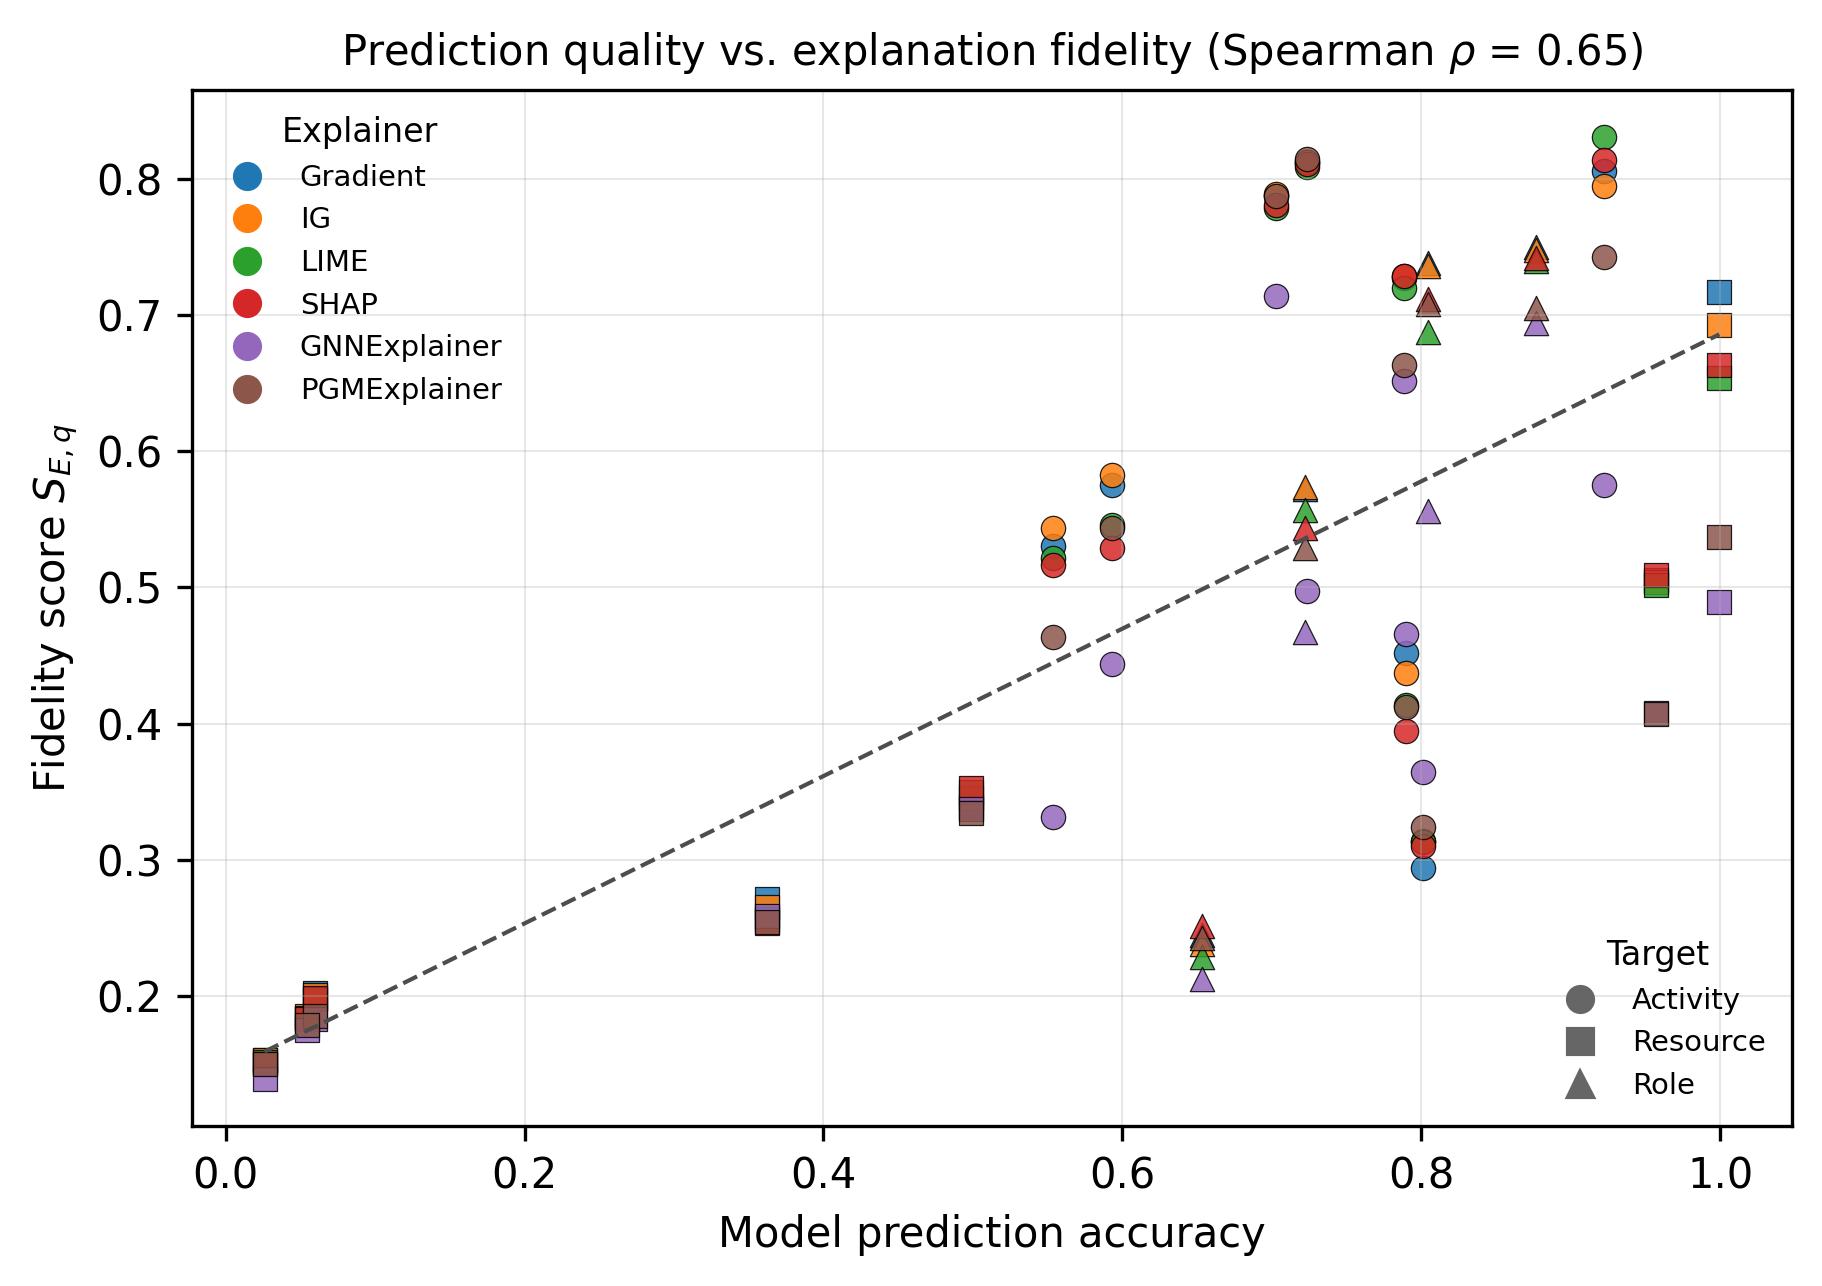 Prediction quality vs. explanation fidelity (Spearman ρ = 0.65)
Explainer
Gradient
IG
LIME
SHAP
GNNExplainer
PGMExplainer
Fidelity score S_{E, q}
0.8
0.7
0.6
0.5
0.4
0.3
0.2
Target
Activity
Resource
Role
0.0 0.2 0.4 0.6 0.8 1.0
Model prediction accuracy